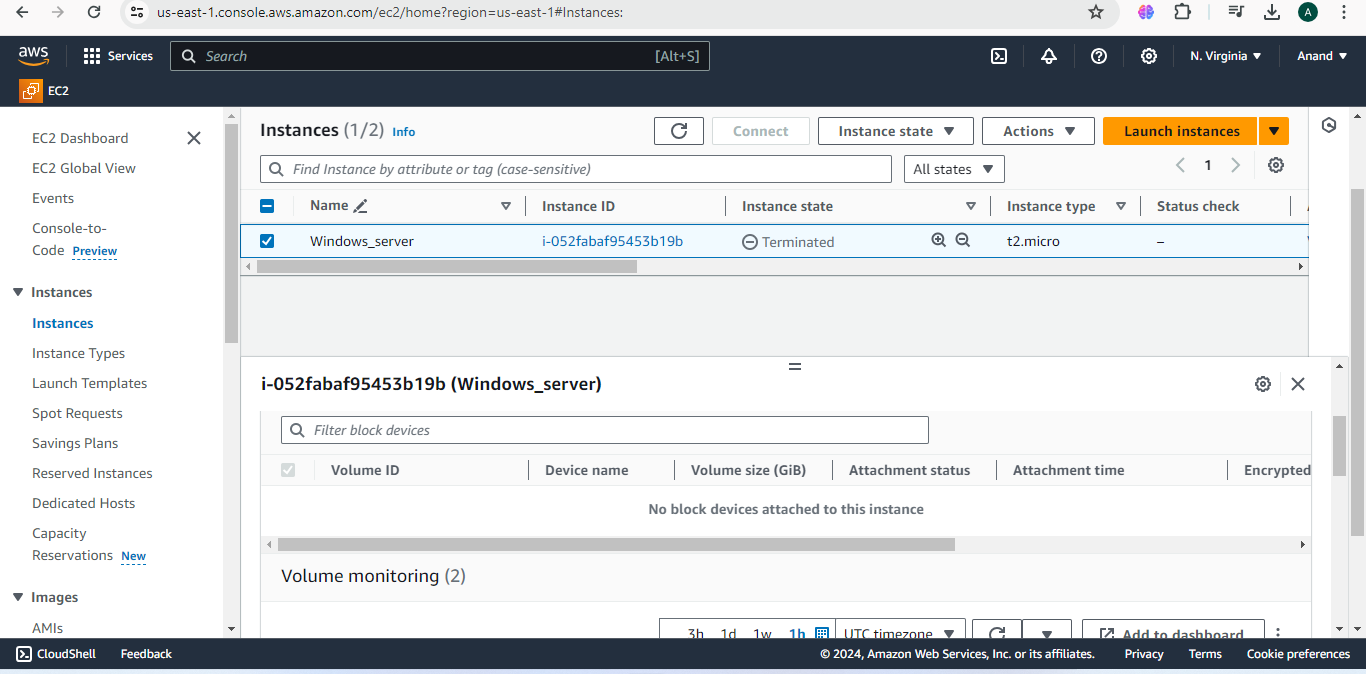 us-east-1.console.aws.amazon.com/ec2/home?region=us-east-1#Instances:
A
aws
Services
Search
[Alt+S]
N. Virginia
Anand
EC2
EC2 Dashboard
EC2 Global View
Events
Console-to-
Code Preview
Instances
Instances
Instance Types
Launch Templates
Spot Requests
Savings Plans
Reserved Instances
Dedicated Hosts
Capacity
Reservations New
Images
AMIs
Instances (1/2) Info
Connect
Instance state
Actions
Launch instances
Find Instance by attribute or tag (case-sensitive)
All states
1
Name Instance ID Instance state Instance type Status check
Windows_server i-052fabaf95453b19b Terminated t2.micro –
i-052fabaf95453b19b (Windows_server)
Filter block devices
Volume ID Device name Volume size (GiB) Attachment status Attachment time Encrypted
No block devices attached to this instance
Volume monitoring (2)
3h 1d 1w 1h UTC timezone Add to dashboard
CloudShell Feedback © 2024, Amazon Web Services, Inc. or its affiliates. Privacy Terms Cookie preferences